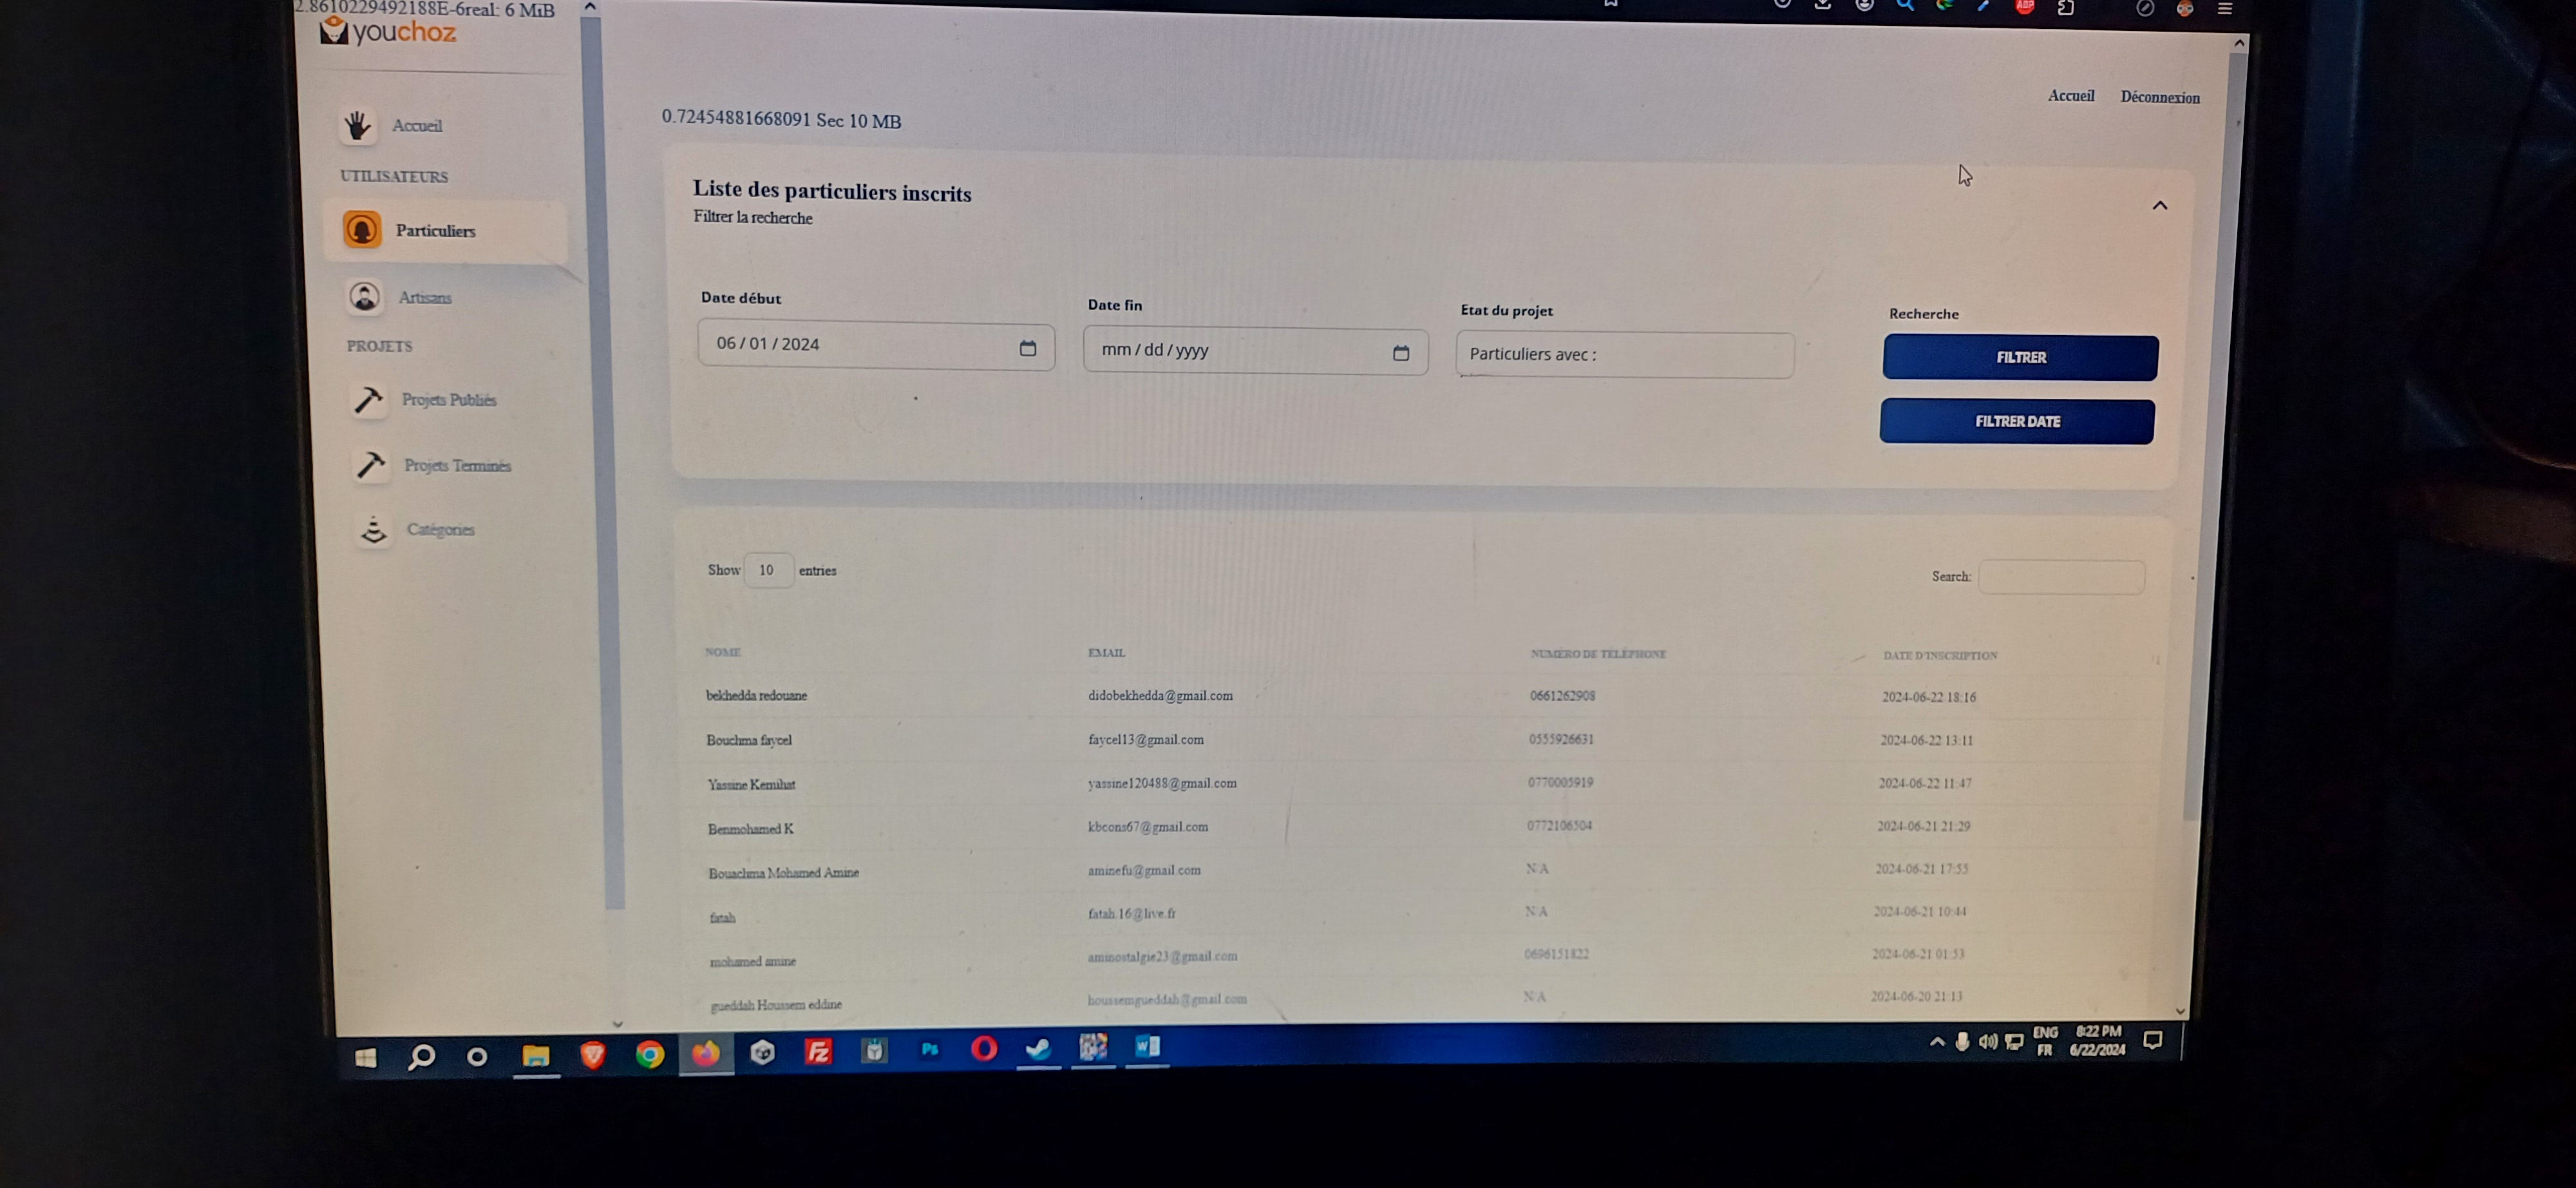 2.8610229492188E-6real: 6 MiB
youchoz
Accueil
UTILISATEURS
Particuliers
Artisans
PROJETS
Projets Publiés
Projets Terminés
Catégories
Accueil Déconnexion
0.72454881668091 Sec 10 MB
Liste des particuliers inscrits
Filtrer la recherche
Date début Date fin Etat du projet Recherche
06 / 01 / 2024 mm / dd / yyyy Particuliers avec : FILTRER
FILTRER DATE
Show 10 entries Search:
NOME EMAIL NUMÉRO DE TÉLÉPHONE DATE D'INSCRIPTION
bekhedda redouane didobekhedda@gmail.com 0661262908 2024-06-22 18:16
Bouchma faycel faycel13@gmail.com 0555926631 2024-06-22 13:11
Yassine Kemihat yassine120488@gmail.com 0770005919 2024-06-22 11:47
Benmohamed K kbcons67@gmail.com 0772106504 2024-06-21 21:29
Bouachma Mohamed Amine aminefu@gmail.com N/A 2024-06-21 17:55
fatah fatah.16@live.fr N/A 2024-06-21 10:44
mohamed amine aminostalgie23@gmail.com 0696151822 2024-06-21 01:53
gueddah Houssem eddine houssemgueddah@gmail.com N/A 2024-06-20 21:13
ABP
Fz
Ps
W
ENG 8:22 PM
FR 6/22/2024